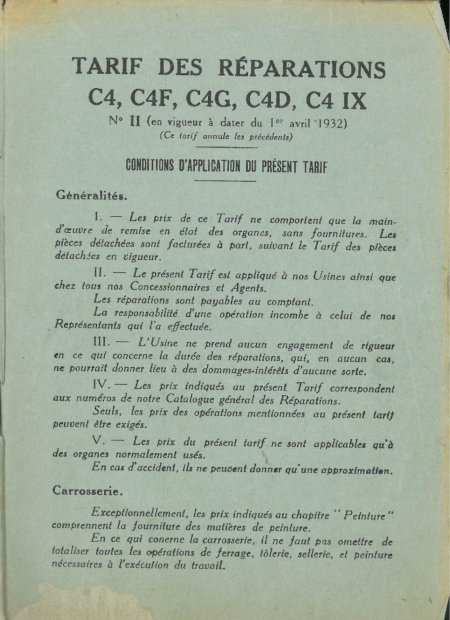 TARIF DES RÉPARATIONS
C4, C4F, C4G, C4D, C4 IX
N° II (en vigueur à dater du 1er avril 1932)
(Ce tarif annule les précédents)
CONDITIONS D'APPLICATION DU PRÉSENT TARIF
Généralités.
I. — Les prix de ce Tarif ne comportent que la main-
d'œuvre de remise en état des organes, sans fournitures. Les
pièces détachées sont facturées à part, suivant le Tarif des pièces
détachées en vigueur.
II. — Le présent Tarif est appliqué à nos Usines ainsi que
chez tous nos Concessionnaires et Agents.
Les réparations sont payables au comptant.
La responsabilité d'une opération incombe à celui de nos
Représentants qui l'a effectuée.
III. — L'Usine ne prend aucun engagement de rigueur
en ce qui concerne la durée des réparations, qui, en aucun cas,
ne pourrait donner lieu à des dommages-intérêts d'aucune sorte.
IV. — Les prix indiqués au présent Tarif correspondent
aux numéros de notre Catalogue général des Réparations.
Seuls, les prix des opérations mentionnées au présent tarif
peuvent être exigés.
V. — Les prix du présent tarif ne sont applicables qu'à
des organes normalement usés.
En cas d'accident, ils ne peuvent donner qu'une approximation.
Carrosserie.
Exceptionnellement, les prix indiqués au chapitre "Peinture"
comprennent la fourniture des matières de peinture.
En ce qui conerne la carrosserie, il ne faut pas omettre de
totaliser toutes les opérations de ferrage, tôlerie, sellerie, et peinture
nécessaires à l'exécution du travail.